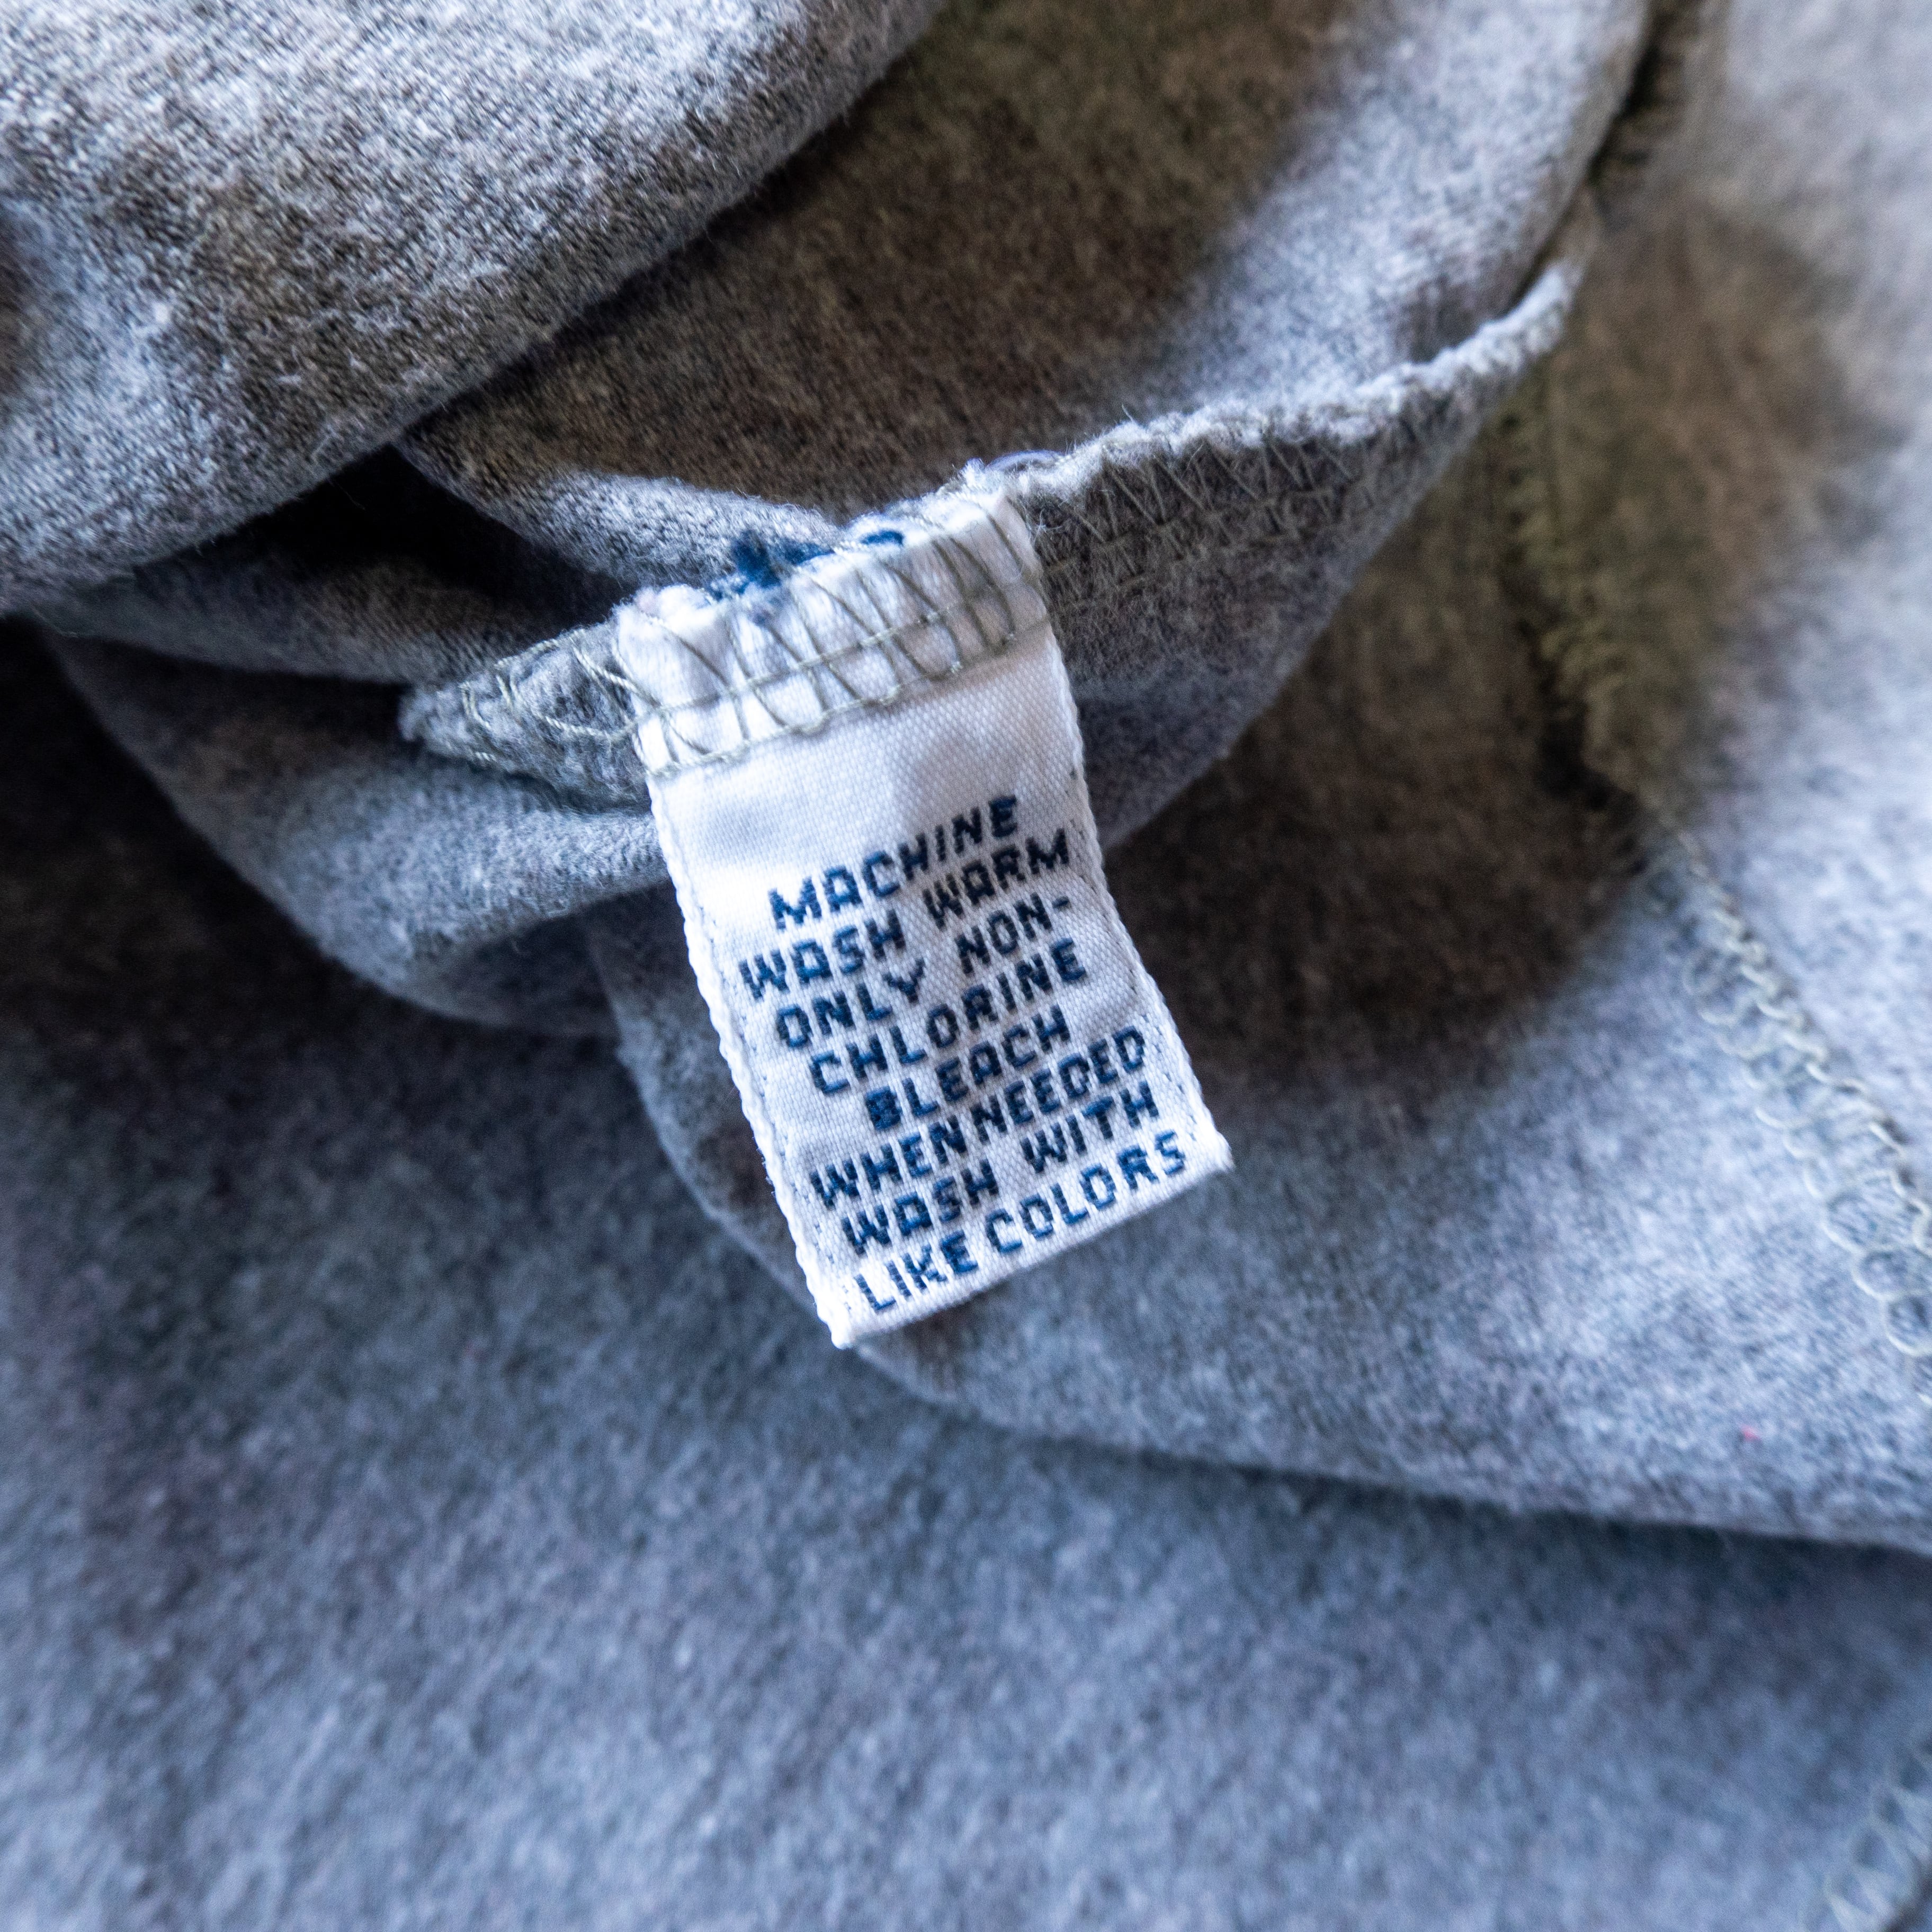 MACHINE
WASH WARM
ONLY NON-
CHLORINE
BLEACH
WHEN NEEDED
WASH WITH
LIKE COLORS